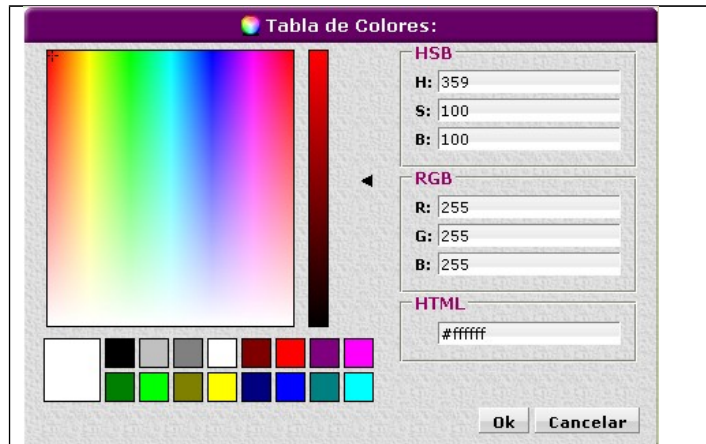 Tabla de Colores:
HSB
H: 359
S: 100
B: 100
RGB
R: 255
G: 255
B: 255
HTML
#ffffff
Ok Cancelar